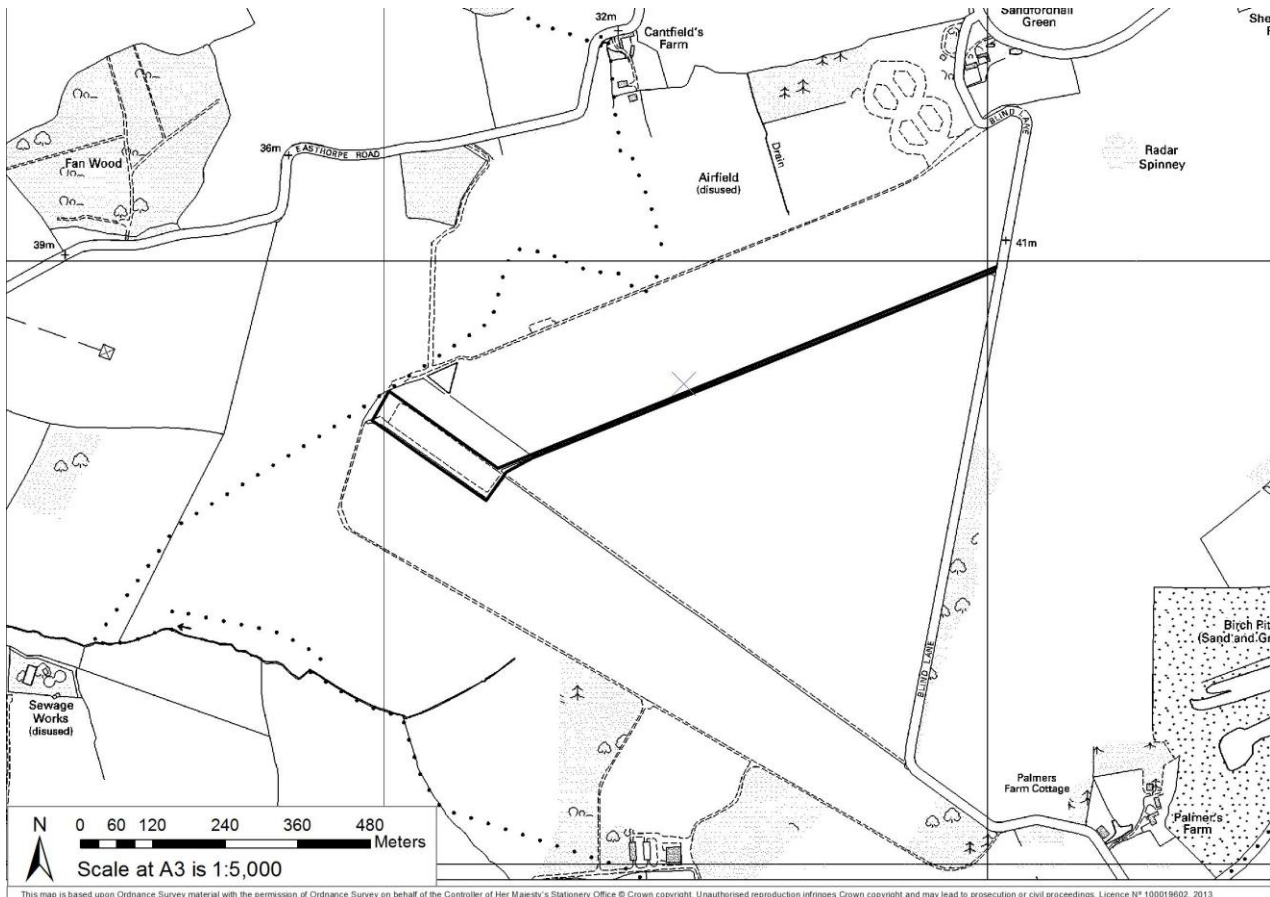 32m
Cantfield's
Farm
Sandfordhall
Green
Fan Wood
36m
EASTHORPE ROAD
Airfield
(disused)
Drain
BLIND LANE
Radar
Spinney
39m
41m
BLIND LANE
Birch Pit
(Sand and Gr
Sewage
Works
(disused)
Palmers
Farm Cottage
Palmer's
Farm
N
0 60 120 240 360 480
Meters
Scale at A3 is 1:5,000
This map is based upon Ordnance Survey material with the permission of Ordnance Survey on behalf of the Controller of Her Majesty's Stationery Office © Crown copyright. Unauthorised reproduction infringes Crown copyright and may lead to prosecution or civil proceedings. Licence Nº 100019602. 2013